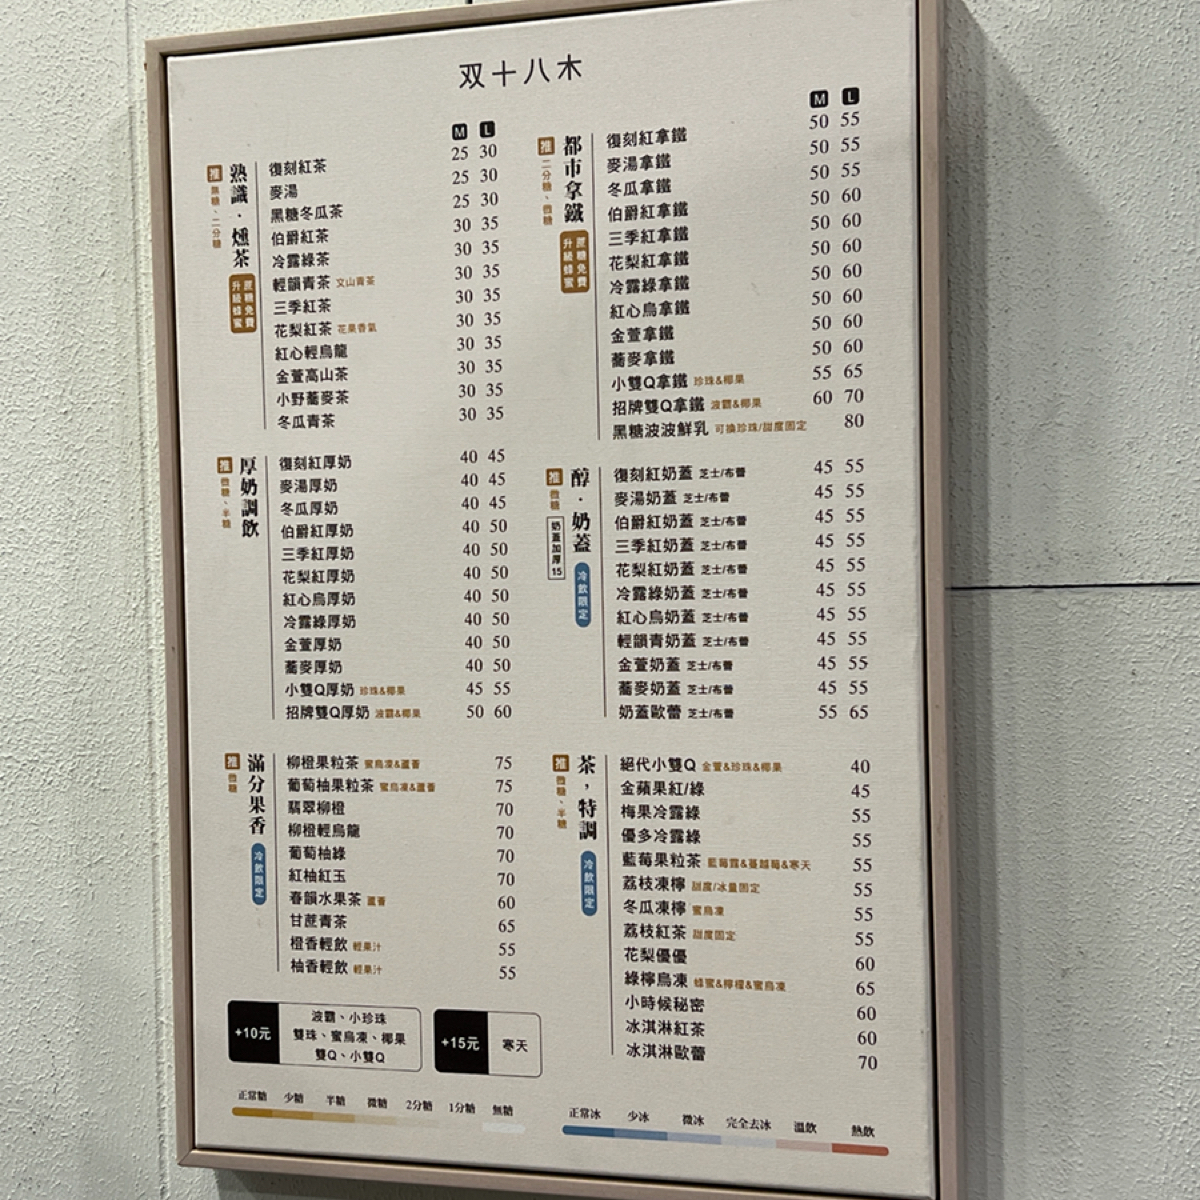 双十八木
熟識．燻茶
推 無糖、二分糖
蔗糖免費升級蜂蜜
M L
復刻紅茶 25 30
麥湯 25 30
黑糖冬瓜茶 25 30
伯爵紅茶 30 35
冷露綠茶 30 35
輕韻青茶 文山青茶 30 35
三季紅茶 30 35
花梨紅茶 花果香氣 30 35
紅心輕烏龍 30 35
金萱高山茶 30 35
小野蕎麥茶 30 35
冬瓜青茶 30 35
都市拿鐵
推 二分糖、微糖
蔗糖免費升級蜂蜜
M L
復刻紅拿鐵 50 55
麥湯拿鐵 50 55
冬瓜拿鐵 50 55
伯爵紅拿鐵 50 60
三季紅拿鐵 50 60
花梨紅拿鐵 50 60
冷露綠拿鐵 50 60
紅心烏拿鐵 50 60
金萱拿鐵 50 60
蕎麥拿鐵 50 60
小雙Q拿鐵 珍珠&椰果 55 65
招牌雙Q拿鐵 波霸&椰果 60 70
黑糖波波鮮乳 可換珍珠/甜度固定 80
厚奶調飲
推 微糖、半糖
復刻紅厚奶 40 45
麥湯厚奶 40 45
冬瓜厚奶 40 45
伯爵紅厚奶 40 50
三季紅厚奶 40 50
花梨紅厚奶 40 50
紅心烏厚奶 40 50
冷露綠厚奶 40 50
金萱厚奶 40 50
蕎麥厚奶 40 50
小雙Q厚奶 珍珠&椰果 45 55
招牌雙Q厚奶 波霸&椰果 50 60
醇．奶蓋
推 微糖
奶蓋加厚15
冷飲限定
復刻紅奶蓋 芝士/布蕾 45 55
麥湯奶蓋 芝士/布蕾 45 55
伯爵紅奶蓋 芝士/布蕾 45 55
三季紅奶蓋 芝士/布蕾 45 55
花梨紅奶蓋 芝士/布蕾 45 55
冷露綠奶蓋 芝士/布蕾 45 55
紅心烏奶蓋 芝士/布蕾 45 55
輕韻青奶蓋 芝士/布蕾 45 55
金萱奶蓋 芝士/布蕾 45 55
蕎麥奶蓋 芝士/布蕾 45 55
奶蓋歐蕾 芝士/布蕾 55 65
滿分果香
推 微糖
冷飲限定
柳橙果粒茶 蜜烏凍&蘆薈 75
葡萄柚果粒茶 蜜烏凍&蘆薈 75
翡翠柳橙 70
柳橙輕烏龍 70
葡萄柚綠 70
紅柚紅玉 70
春韻水果茶 蘆薈 60
甘蔗青茶 65
橙香輕飲 輕果汁 55
柚香輕飲 輕果汁 55
茶，特調
推 微糖、半糖
冷飲限定
絕代小雙Q 金萱&珍珠&椰果 40
金蘋果紅/綠 45
梅果冷露綠 55
優多冷露綠 55
藍莓果粒茶 藍莓露&蔓越莓&寒天 55
荔枝凍檸 甜度/冰量固定 55
冬瓜凍檸 蜜烏凍 55
荔枝紅茶 甜度固定 55
花梨優優 60
綠檸烏凍 蜂蜜&檸檬&蜜烏凍 65
小時候秘密 60
冰淇淋紅茶 60
冰淇淋歐蕾 70
+10元
波霸、小珍珠
雙珠、蜜烏凍、椰果
雙Q、小雙Q
+15元 寒天
正常糖 少糖 半糖 微糖 2分糖 1分糖 無糖
正常冰 少冰 微冰 完全去冰 溫飲 熱飲